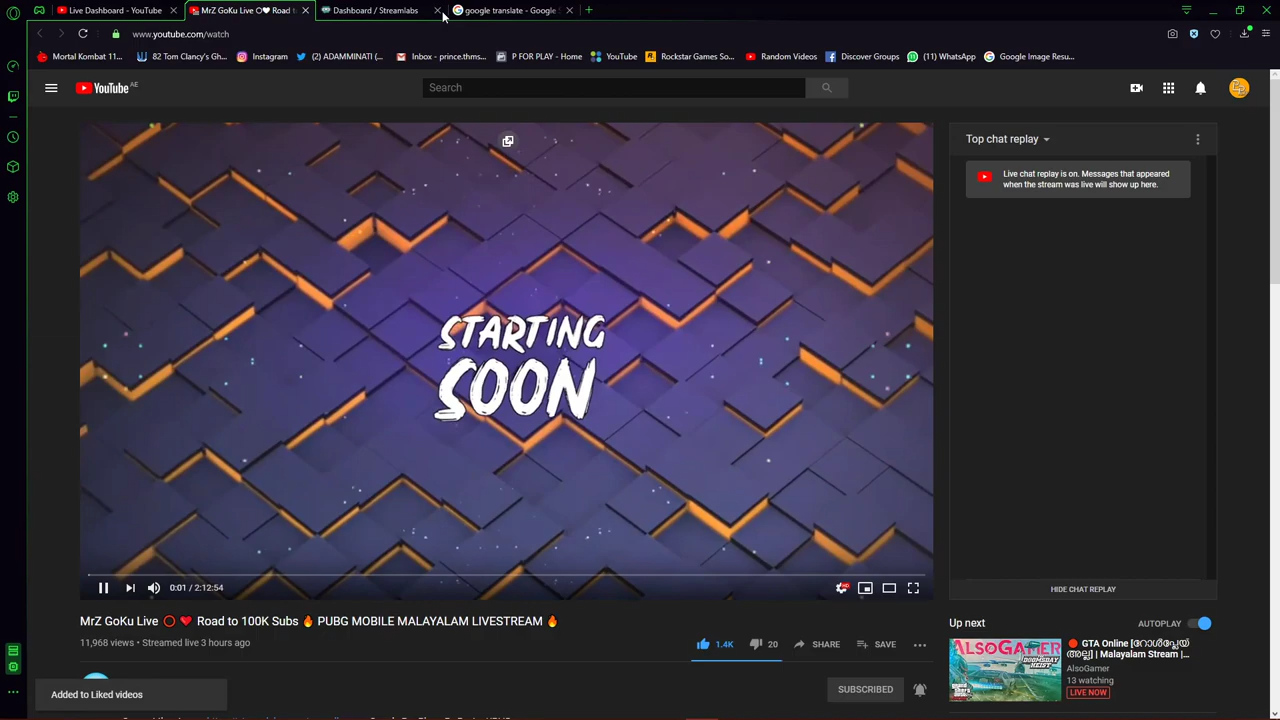 Live Dashboard - YouTube
MrZ GoKu Live ⭕❤ Road t
Dashboard / Streamlabs
google translate - Google S
www.youtube.com/watch
Mortal Kombat 11...
82 Tom Clancy's Gh...
Instagram
(2) ADAMMINATI (...
Inbox - prince.thms...
P FOR PLAY - Home
YouTube
Rockstar Games So...
Random Videos
Discover Groups
(11) WhatsApp
Google Image Resu...
YouTube AE
Search
Top chat replay
Live chat replay is on. Messages that appeared
when the stream was live will show up here.
STARTING
SOON
0:01 / 2:12:54
HD
HIDE CHAT REPLAY
MrZ GoKu Live ⭕ ❤ Road to 100K Subs 🔥 PUBG MOBILE MALAYALAM LIVESTREAM 🔥
11,968 views • Streamed live 3 hours ago
1.4K
20
SHARE
SAVE
Up next
AUTOPLAY
ALSOGAMER
DOOMSDAY
HEIST
🔴 GTA Online [റോൾപ്ലേയ്
അല്ല] | Malayalam Stream |...
AlsoGamer
13 watching
LIVE NOW
SUBSCRIBED
Added to Liked videos